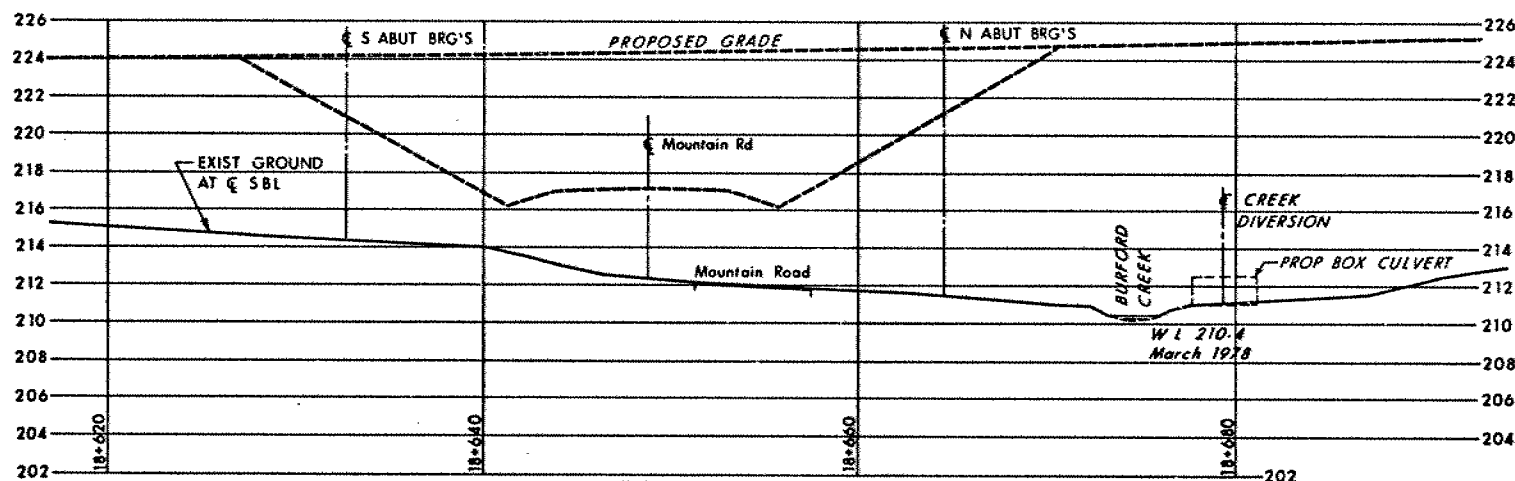 226
224
222
220
218
216
214
212
210
208
206
204
202
℄ S ABUT BRG'S
PROPOSED GRADE
℄ N ABUT BRG'S
℄ Mountain Rd
EXIST GROUND
AT ℄ SBL
Mountain Road
BURFORD
CREEK
℄ CREEK
DIVERSION
PROP BOX CULVERT
W L 210.4
March 1978
18+620
18+640
18+660
18+680
226
224
222
220
218
216
214
212
210
208
206
204
202